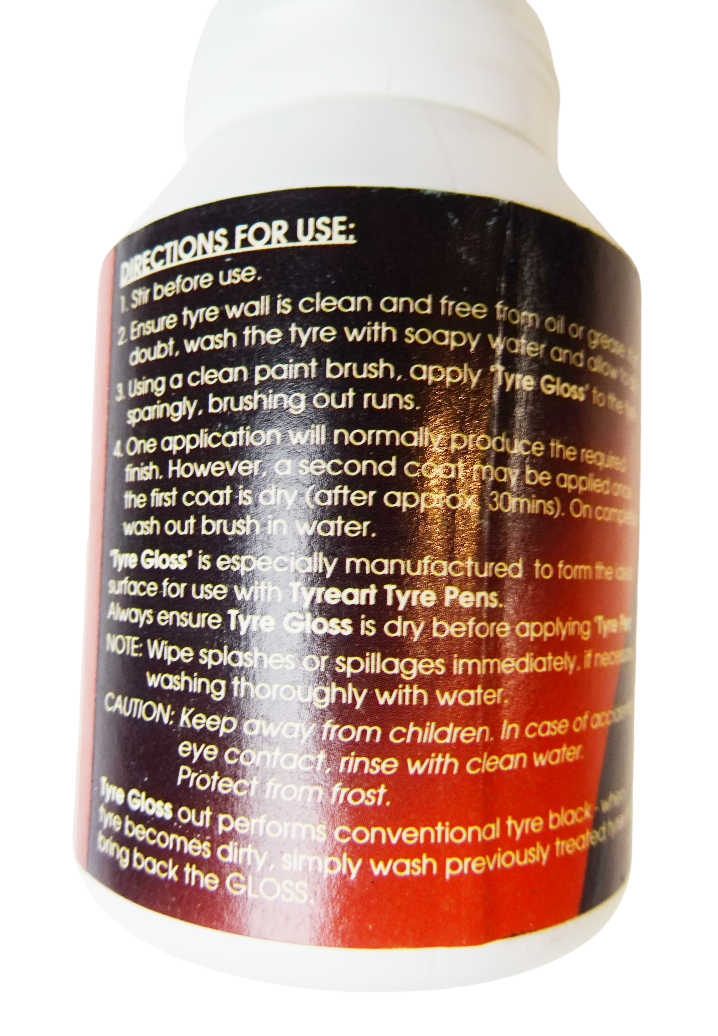 DIRECTIONS FOR USE:
1. Stir before use.
2. Ensure tyre wall is clean and free from oil or grease
doubt, wash the tyre with soapy water and allow to
3. Using a clean paint brush, apply 'Tyre Gloss' to the
sparingly, brushing out runs.
4. One application will normally produce the required
finish. However, a second coat may be applied once
the first coat is dry (after approx 30mins). On
wash out brush in water.
'Tyre Gloss' is especially manufactured to form the
surface for use with Tyreart Tyre Pens.
Always ensure Tyre Gloss is dry before applying 'Tyre
NOTE: Wipe splashes or spillages immediately, if
washing thoroughly with water.
CAUTION: Keep away from children. In case of
eye contact, rinse with clean water.
Protect from frost.
Tyre Gloss out performs conventional tyre black - when
tyre becomes dirty, simply wash previously treated
bring back the GLOSS.